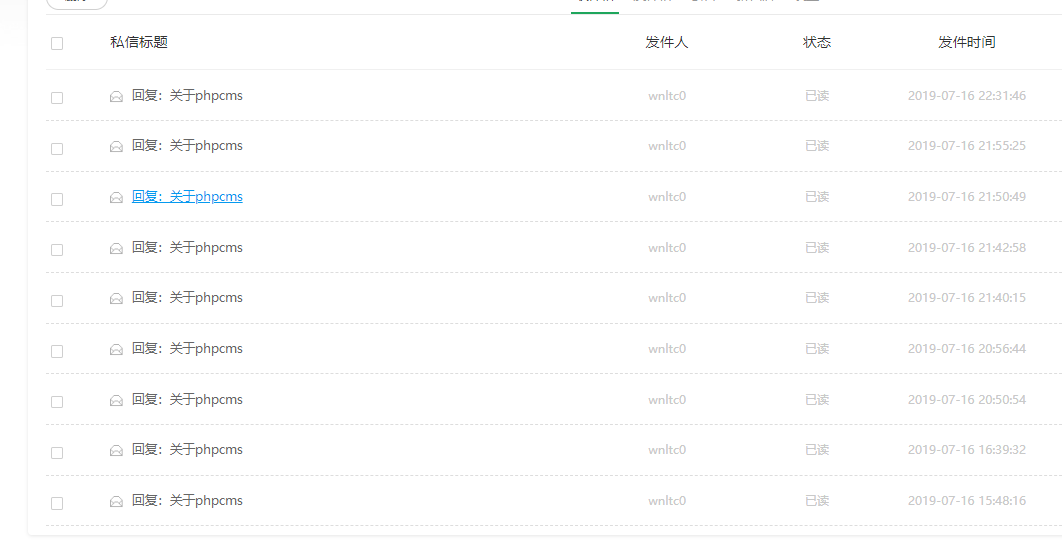 私信标题 发件人 状态 发件时间
回复：关于phpcms wnltc0 已读 2019-07-16 22:31:46
回复：关于phpcms wnltc0 已读 2019-07-16 21:55:25
回复：关于phpcms wnltc0 已读 2019-07-16 21:50:49
回复：关于phpcms wnltc0 已读 2019-07-16 21:42:58
回复：关于phpcms wnltc0 已读 2019-07-16 21:40:15
回复：关于phpcms wnltc0 已读 2019-07-16 20:56:44
回复：关于phpcms wnltc0 已读 2019-07-16 20:50:54
回复：关于phpcms wnltc0 已读 2019-07-16 16:39:32
回复：关于phpcms wnltc0 已读 2019-07-16 15:48:16